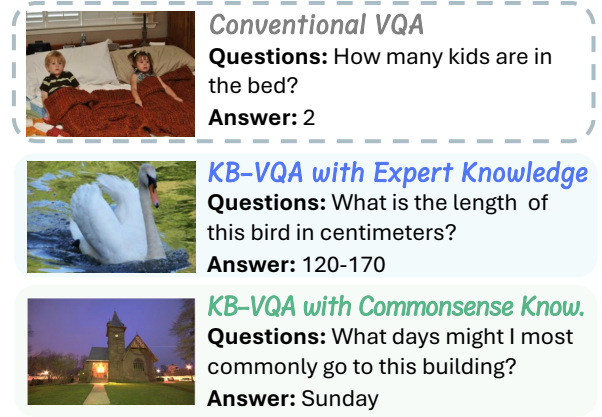 Conventional VQA
Questions: How many kids are in
the bed?
Answer: 2
KB-VQA with Expert Knowledge
Questions: What is the length of
this bird in centimeters?
Answer: 120-170
KB-VQA with Commonsense Know.
Questions: What days might I most
commonly go to this building?
Answer: Sunday